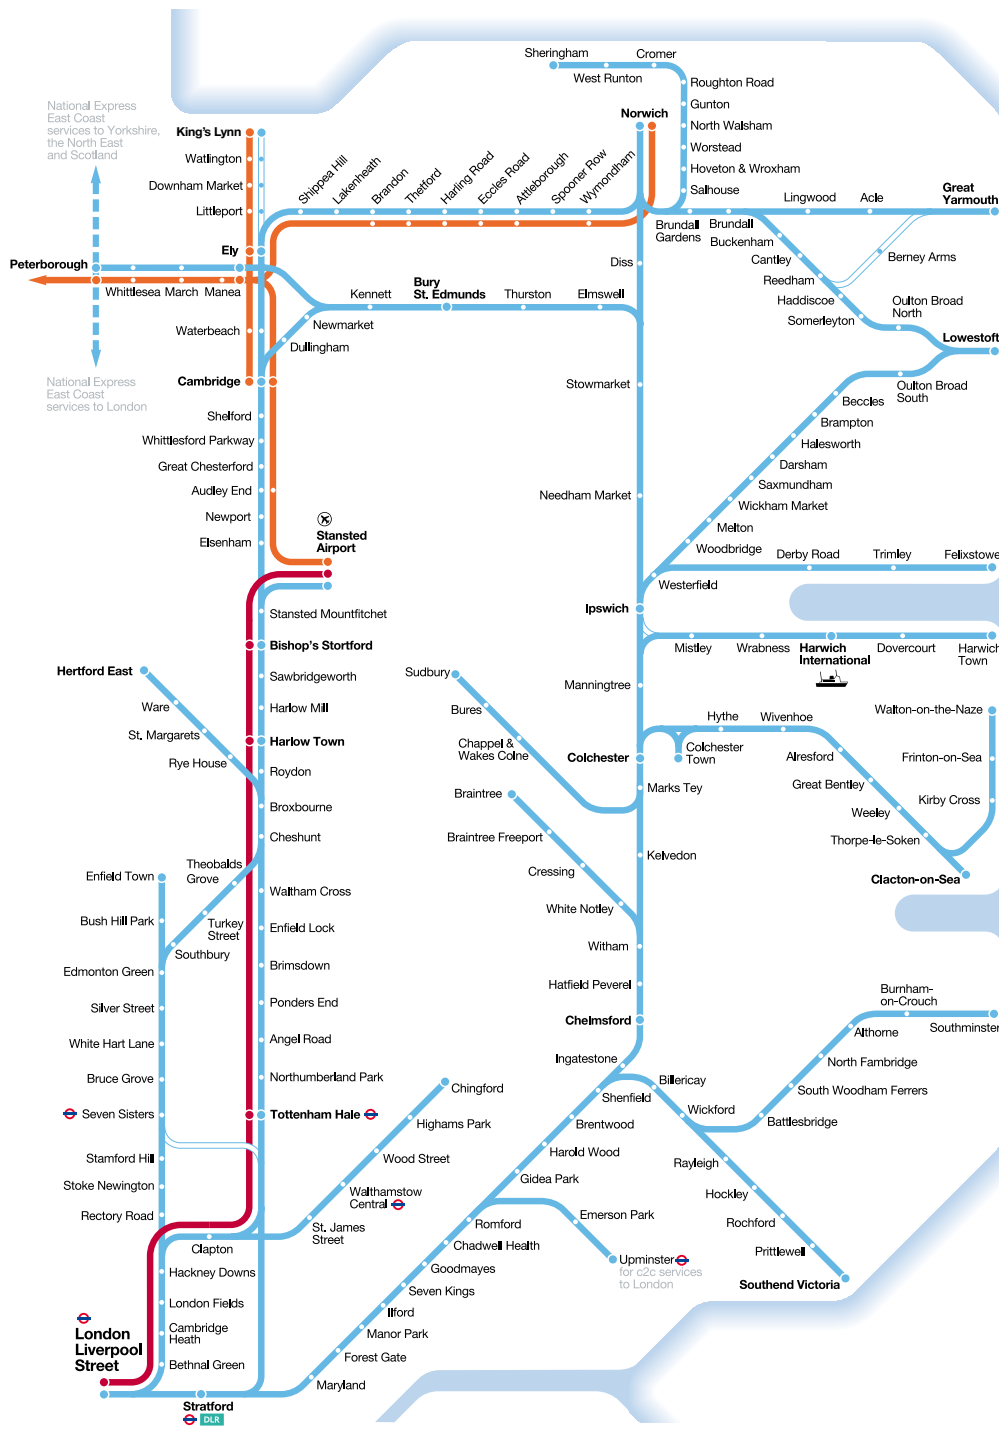 Sheringham
Cromer
West Runton
Roughton Road
Gunton
North Walsham
Worstead
Hoveton & Wroxham
Salhouse
National Express
East Coast
services to Yorkshire,
the North East
and Scotland
King's Lynn
Watlington
Downham Market
Littleport
Ely
Norwich
Shippea Hill
Lakenheath
Brandon
Thetford
Harling Road
Eccles Road
Attleborough
Spooner Row
Wymondham
Brundall
Gardens
Brundall
Lingwood
Acle
Great
Yarmouth
Buckenham
Cantley
Reedham
Haddiscoe
Somerleyton
Berney Arms
Oulton Broad
North
Lowestoft
Oulton Broad
South
Peterborough
Whittlesea
March
Manea
Diss
Kennett
Bury
St. Edmunds
Thurston
Elmswell
Newmarket
Dullingham
Waterbeach
Cambridge
National Express
East Coast
services to London
Stowmarket
Beccles
Brampton
Halesworth
Darsham
Saxmundham
Wickham Market
Melton
Woodbridge
Westerfield
Shelford
Whittlesford Parkway
Great Chesterford
Audley End
Newport
Elsenham
Needham Market
Stansted
Airport
Derby Road
Trimley
Felixstowe
Stansted Mountfitchet
Ipswich
Bishop's Stortford
Mistley
Wrabness
Harwich
International
Dovercourt
Harwich
Town
Hertford East
Sawbridgeworth
Sudbury
Manningtree
Ware
Harlow Mill
Bures
St. Margarets
Harlow Town
Chappel &
Wakes Colne
Rye House
Roydon
Colchester
Hythe
Wivenhoe
Colchester
Town
Walton-on-the-Naze
Alresford
Frinton-on-Sea
Great Bentley
Kirby Cross
Weeley
Thorpe-le-Soken
Clacton-on-Sea
Marks Tey
Broxbourne
Braintree
Cheshunt
Braintree Freeport
Kelvedon
Theobalds
Grove
Cressing
Enfield Town
Waltham Cross
White Notley
Bush Hill Park
Turkey
Street
Enfield Lock
Southbury
Witham
Edmonton Green
Brimsdown
Hatfield Peverel
Silver Street
Ponders End
Chelmsford
Burnham-
on-Crouch
Southminster
Althorne
White Hart Lane
Angel Road
Ingatestone
North Fambridge
Bruce Grove
Northumberland Park
Chingford
Shenfield
Billericay
South Woodham Ferrers
Seven Sisters
Tottenham Hale
Highams Park
Brentwood
Wickford
Battlesbridge
Stamford Hill
Wood Street
Harold Wood
Rayleigh
Stoke Newington
Walthamstow
Central
Gidea Park
Hockley
Rectory Road
St. James
Street
Romford
Emerson Park
Rochford
Clapton
Chadwell Health
Prittlewell
Hackney Downs
Goodmayes
Upminster
for c2c services
to London
Southend Victoria
London Fields
Seven Kings
London
Liverpool
Street
Cambridge
Heath
Ilford
Manor Park
Bethnal Green
Forest Gate
Maryland
Stratford
DLR